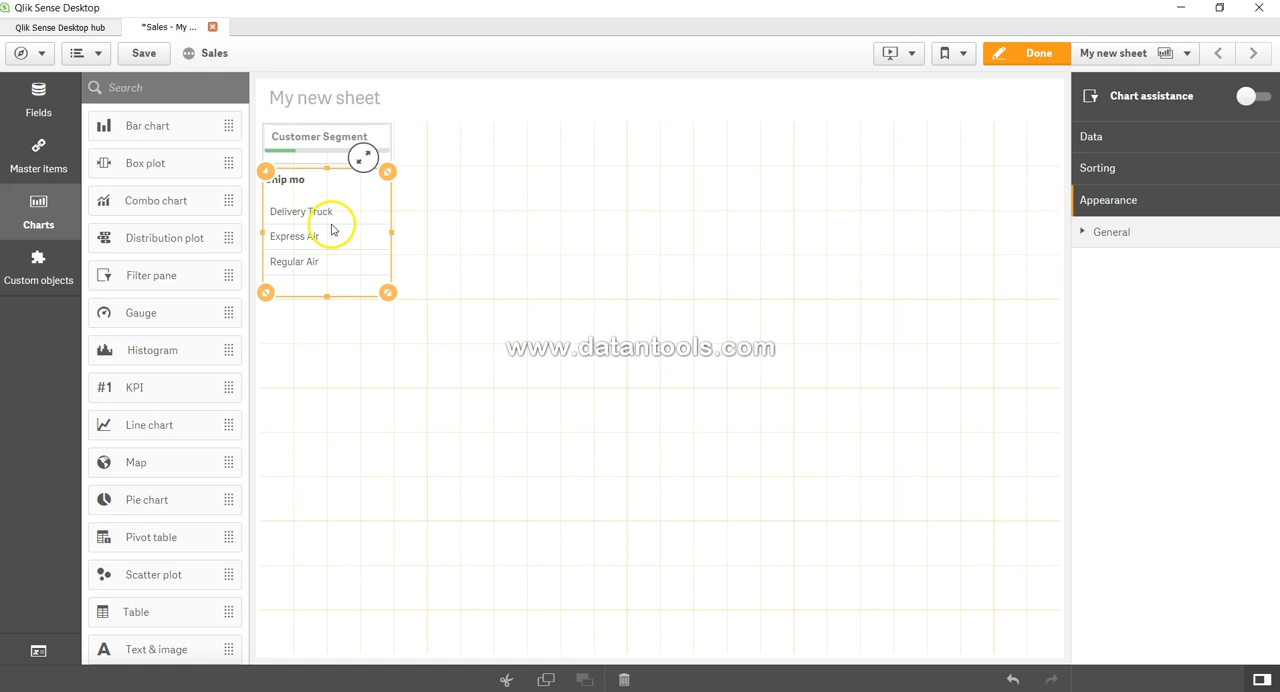 Qlik Sense Desktop
Qlik Sense Desktop hub
*Sales - My ...
Save
Sales
Done
My new sheet
Fields
Master items
Charts
Custom objects
Search
Bar chart
Box plot
Combo chart
Distribution plot
Filter pane
Gauge
Histogram
#1 KPI
Line chart
Map
Pie chart
Pivot table
Scatter plot
Table
A Text & image
My new sheet
Customer Segment
Delivery Truck
Express Air
Regular Air
www.datantools.com
Chart assistance
Data
Sorting
Appearance
General